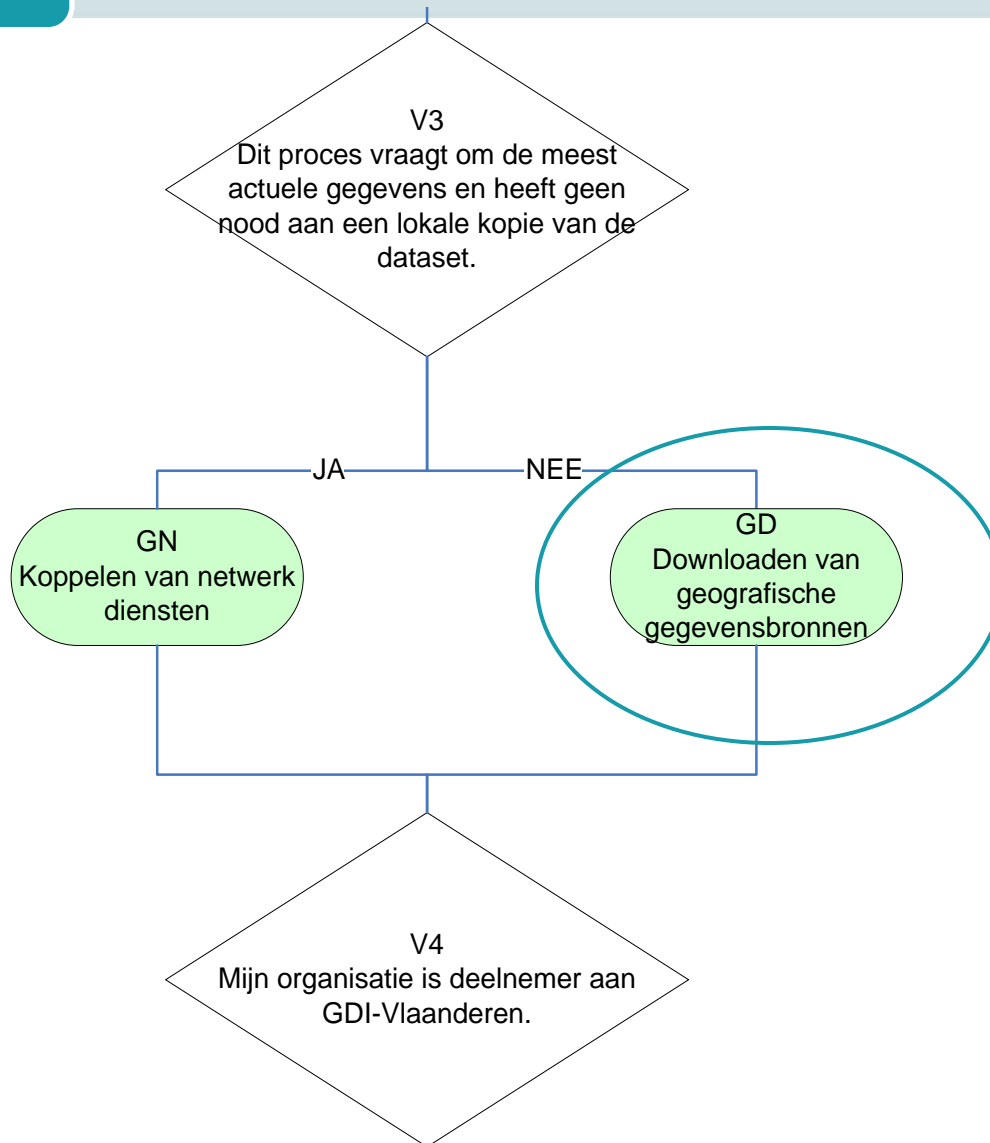 V3
Dit proces vraagt om de meest
actuele gegevens en heeft geen
nood aan een lokale kopie van de
dataset.
JA
NEE
GN
Koppelen van netwerk
diensten
GD
Downloaden van
geografische
gegevensbronnen
V4
Mijn organisatie is deelnemer aan
GDI-Vlaanderen.